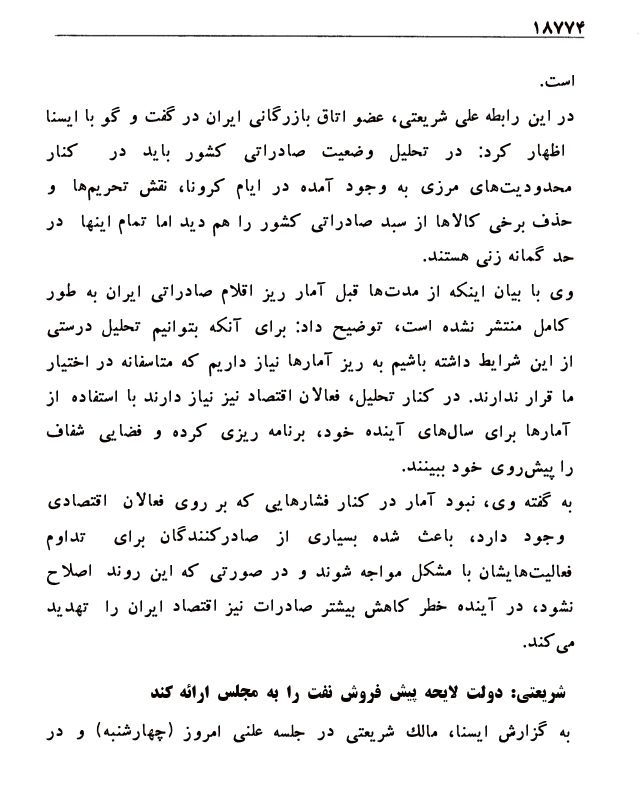 ۱۸۷۷۴
است.
در این رابطه علی شریعتی، عضو اتاق بازرگانی ایران در گفت و گو با ایسنا
اظهار کرد: در تحلیل وضعیت صادراتی کشور باید در کنار
محدودیت‌های مرزی به وجود آمده در ایام کرونا، نقش تحریم‌ها و
حذف برخی کالاها از سبد صادراتی کشور را هم دید اما تمام اینها در
حد گمانه زنی هستند.
وی با بیان اینکه از مدت‌ها قبل آمار ریز اقلام صادراتی ایران به طور
کامل منتشر نشده است، توضیح داد: برای آنکه بتوانیم تحلیل درستی
از این شرایط داشته باشیم به ریز آمارها نیاز داریم که متاسفانه در اختیار
ما قرار ندارند. در کنار تحلیل، فعالان اقتصاد نیز نیاز دارند با استفاده از
آمارها برای سال‌های آینده خود، برنامه ریزی کرده و فضایی شفاف
را پیش‌روی خود ببینند.
به گفته وی، نبود آمار در کنار فشارهایی که بر روی فعالان اقتصادی
وجود دارد، باعث شده بسیاری از صادرکنندگان برای تداوم
فعالیت‌هایشان با مشکل مواجه شوند و در صورتی که این روند اصلاح
نشود، در آینده خطر کاهش بیشتر صادرات نیز اقتصاد ایران را تهدید
می‌کند.
شریعتی: دولت لایحه پیش فروش نفت را به مجلس ارائه کند
به گزارش ایسنا، مالک شریعتی در جلسه علنی امروز (چهارشنبه) و در